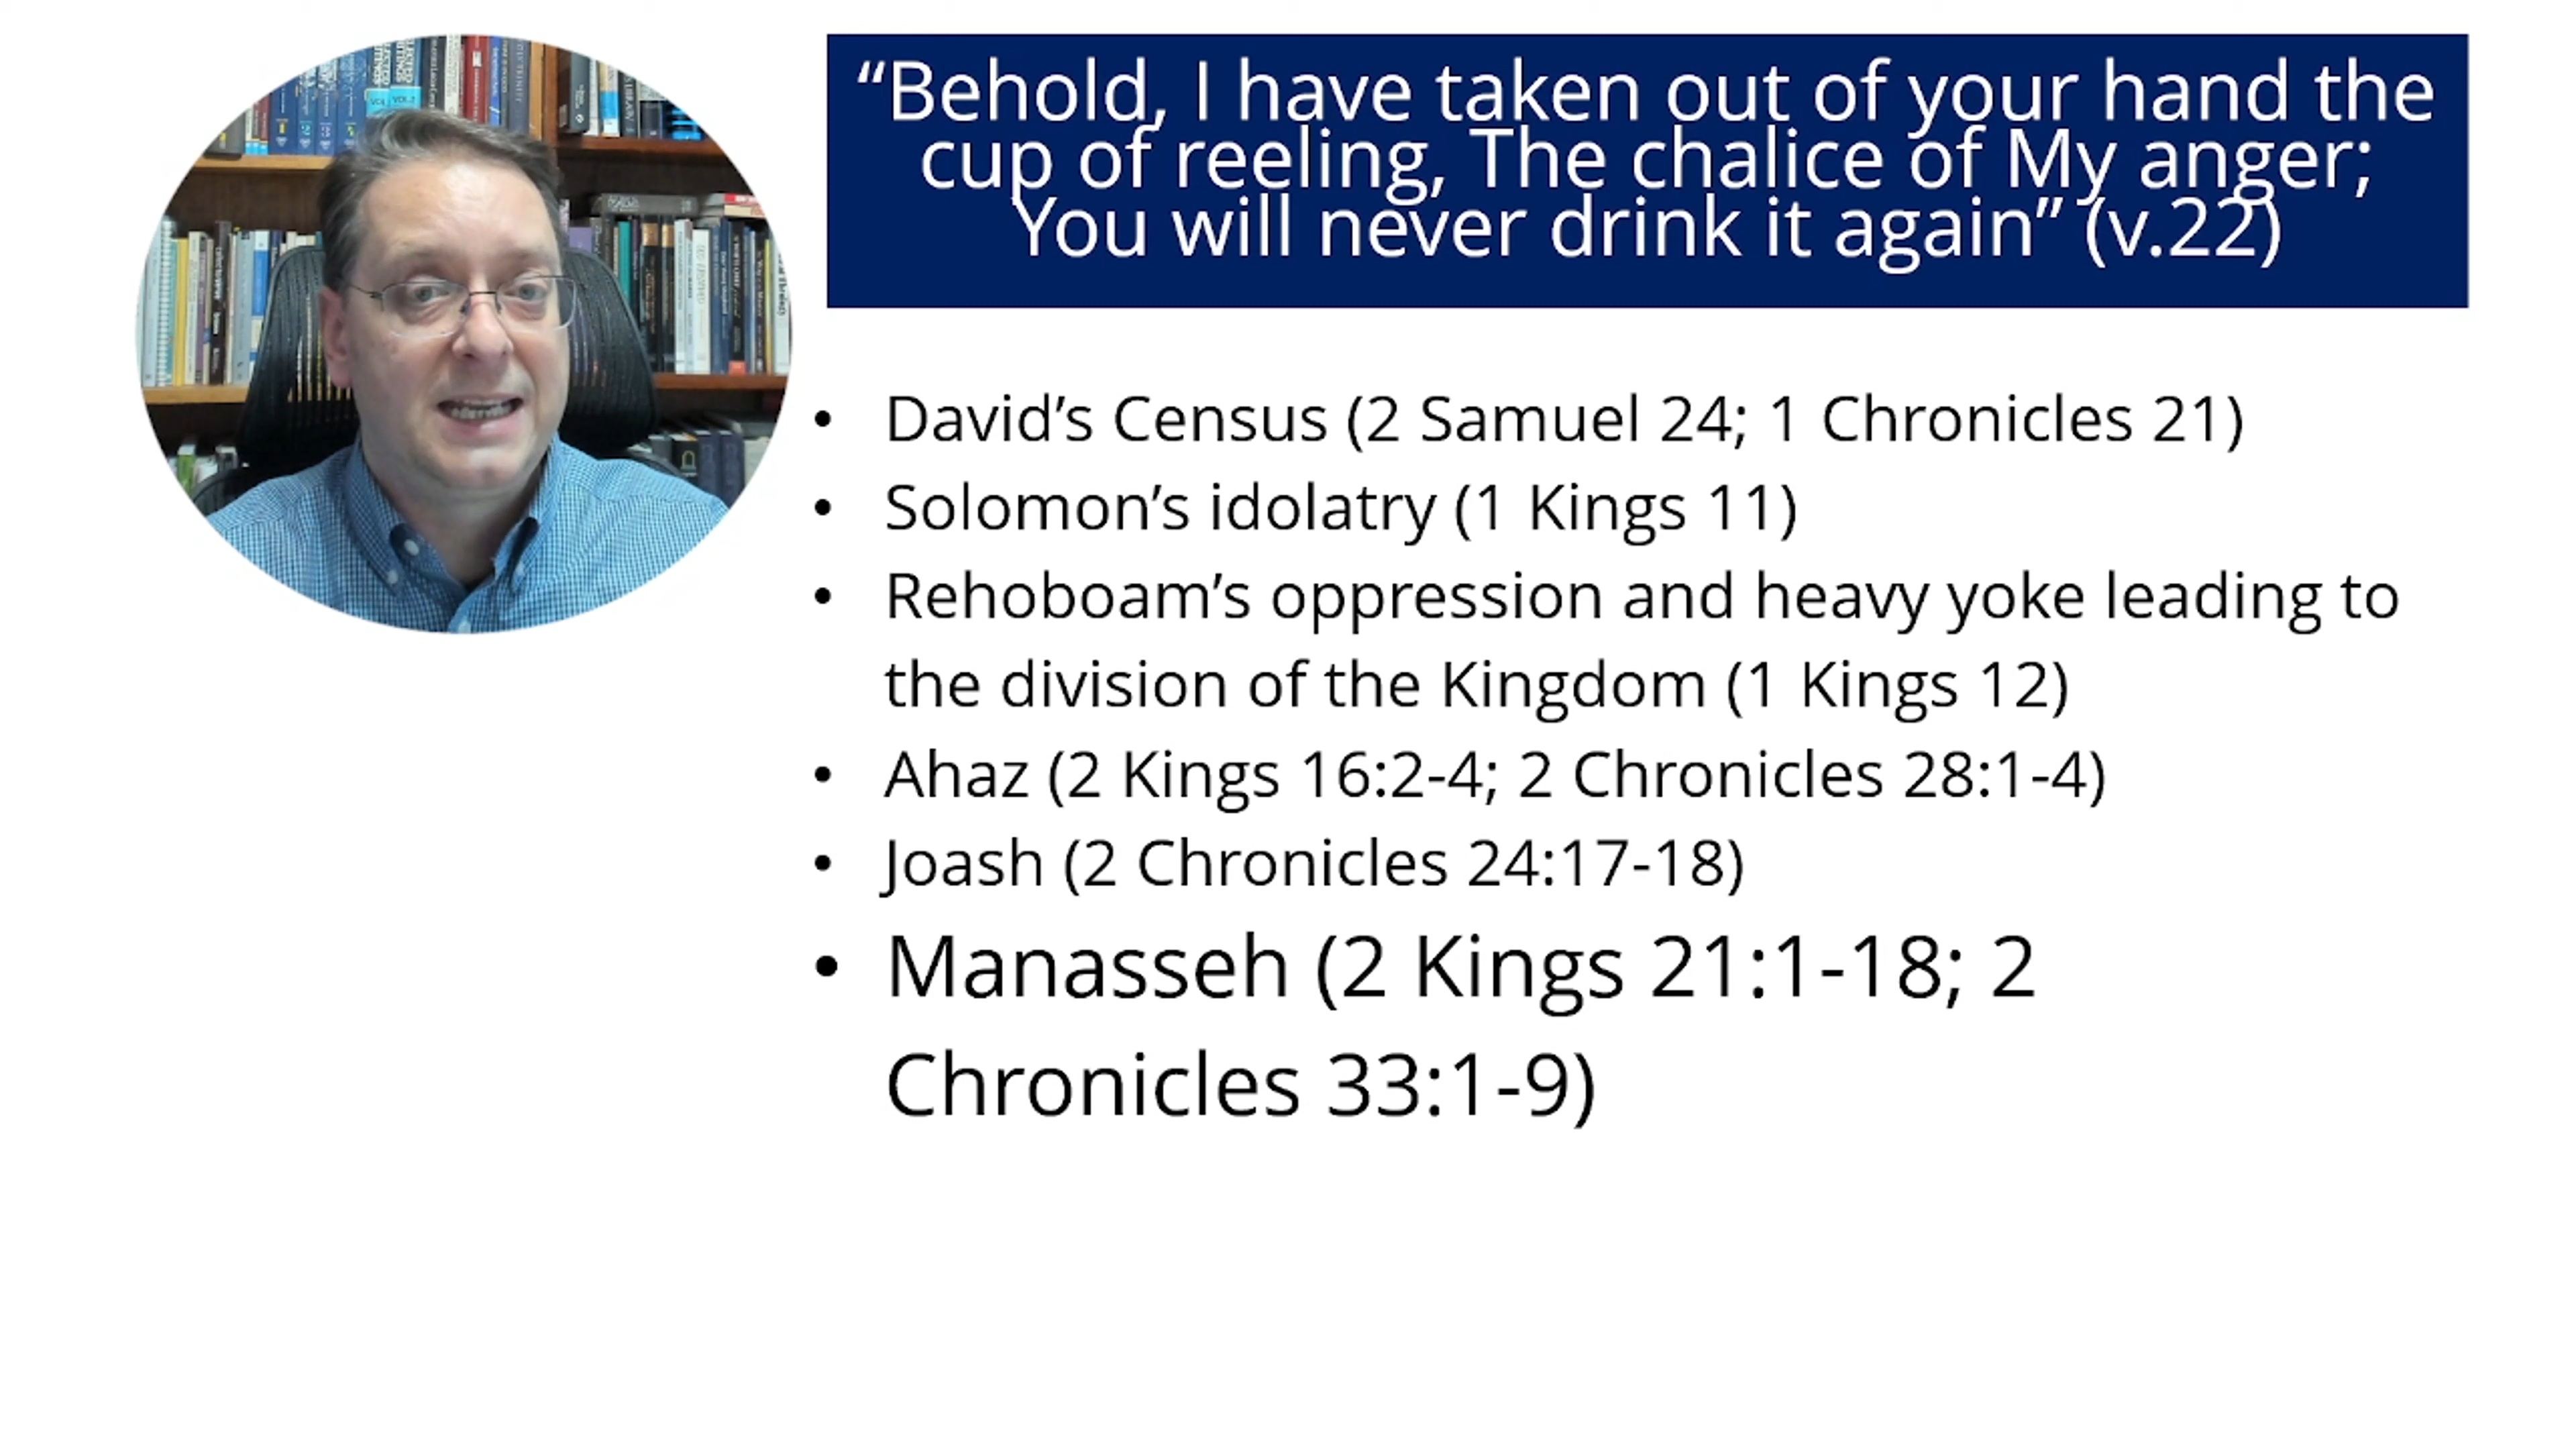 “Behold, I have taken out of your hand the
cup of reeling, The chalice of My anger;
You will never drink it again” (v.22)
• David’s Census (2 Samuel 24; 1 Chronicles 21)
• Solomon’s idolatry (1 Kings 11)
• Rehoboam’s oppression and heavy yoke leading to
the division of the Kingdom (1 Kings 12)
• Ahaz (2 Kings 16:2-4; 2 Chronicles 28:1-4)
• Joash (2 Chronicles 24:17-18)
• Manasseh (2 Kings 21:1-18; 2
Chronicles 33:1-9)